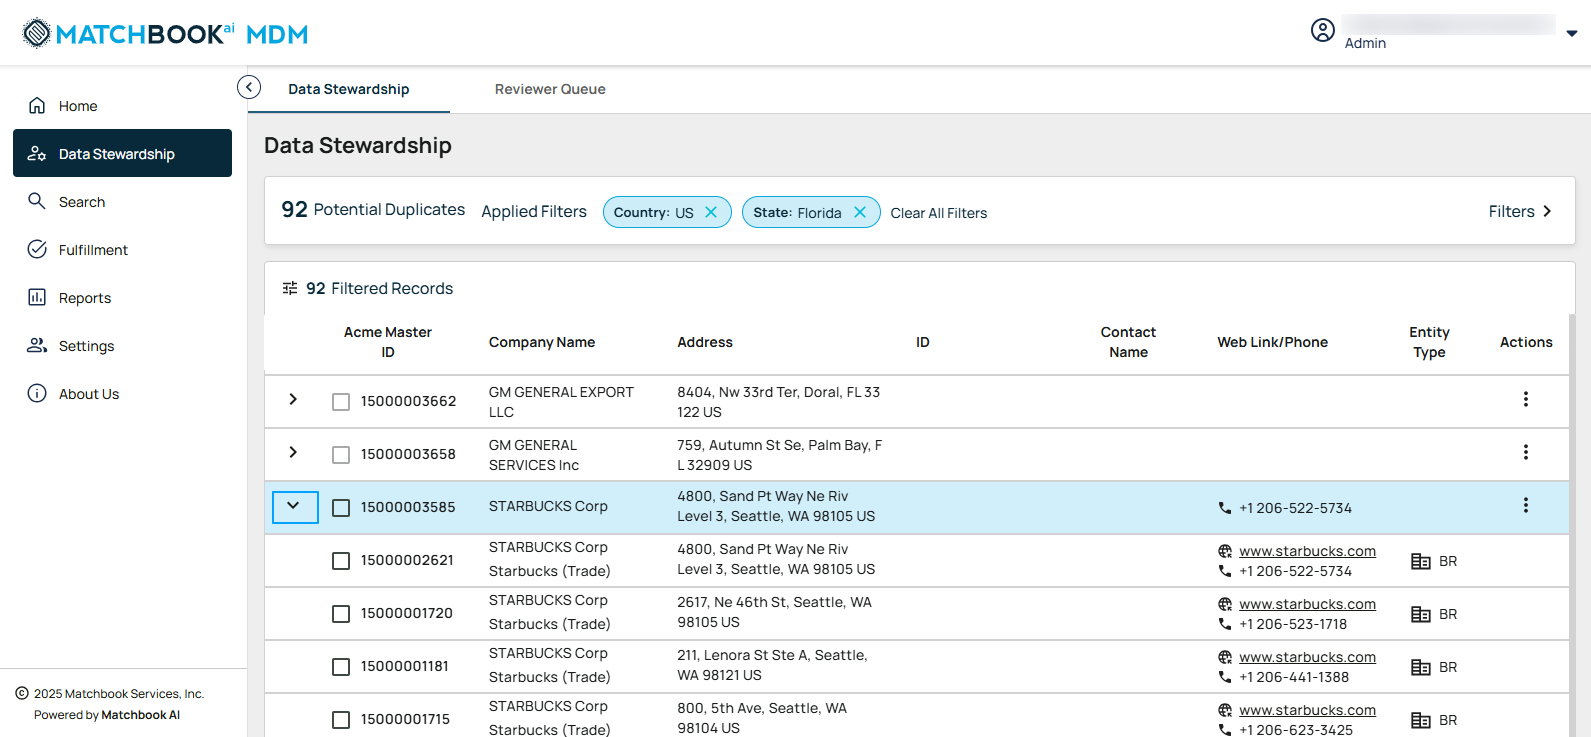 MATCHBOOKai MDM
Admin
Home
Data Stewardship
Search
Fulfillment
Reports
Settings
About Us
© 2025 Matchbook Services, Inc.
Powered by Matchbook AI
Data Stewardship
Reviewer Queue
Data Stewardship
92 Potential Duplicates
Applied Filters
Country: US
State: Florida
Clear All Filters
Filters
92 Filtered Records
Acme Master
ID
Company Name
Address
ID
Contact
Name
Web Link/Phone
Entity
Type
Actions
15000003662
GM GENERAL EXPORT
LLC
8404, Nw 33rd Ter, Doral, FL 33
122 US
15000003658
GM GENERAL
SERVICES Inc
759, Autumn St Se, Palm Bay, F
L 32909 US
15000003585
STARBUCKS Corp
4800, Sand Pt Way Ne Riv
Level 3, Seattle, WA 98105 US
+1 206-522-5734
15000002621
STARBUCKS Corp
Starbucks (Trade)
4800, Sand Pt Way Ne Riv
Level 3, Seattle, WA 98105 US
www.starbucks.com
+1 206-522-5734
BR
15000001720
STARBUCKS Corp
Starbucks (Trade)
2617, Ne 46th St, Seattle, WA
98105 US
www.starbucks.com
+1 206-523-1718
BR
15000001181
STARBUCKS Corp
Starbucks (Trade)
211, Lenora St Ste A, Seattle,
WA 98121 US
www.starbucks.com
+1 206-441-1388
BR
15000001715
STARBUCKS Corp
Starbucks (Trade)
800, 5th Ave, Seattle, WA
98104 US
www.starbucks.com
+1 206-623-3425
BR